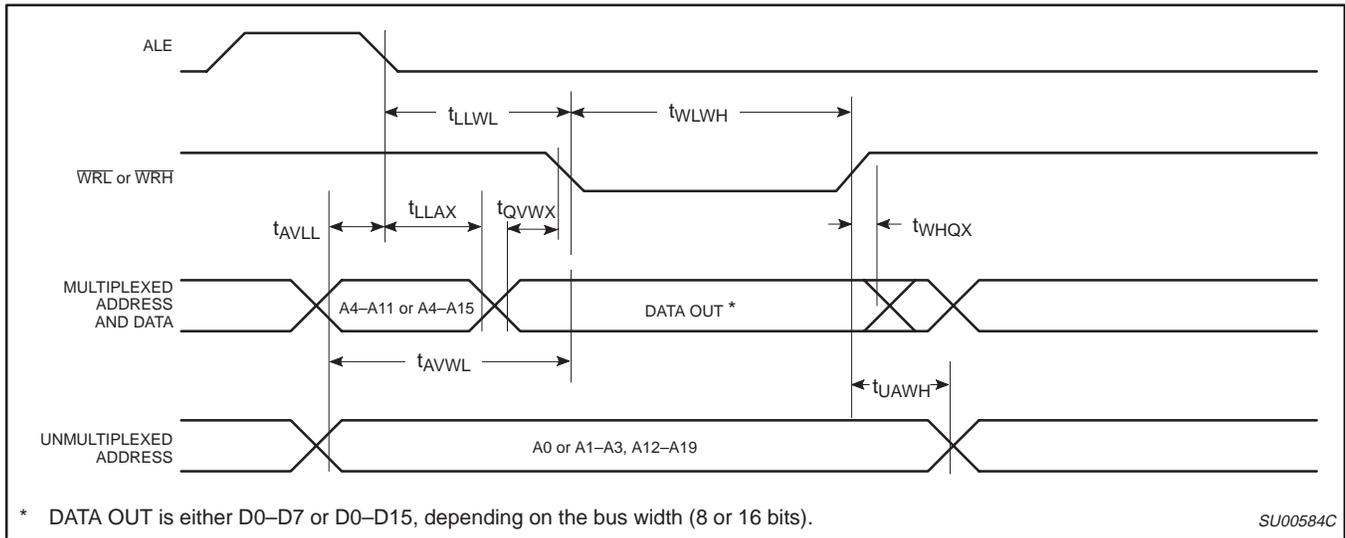 ALE
tLLWL
tWLWH
WRL or WRH
tAVLL
tLLAX
tQVWX
tWHQX
MULTIPLEXED
ADDRESS
AND DATA
A4–A11 or A4–A15
DATA OUT *
tAVWL
tUAWH
UNMULTIPLEXED
ADDRESS
A0 or A1–A3, A12–A19
* DATA OUT is either D0–D7 or D0–D15, depending on the bus width (8 or 16 bits).
SU00584C